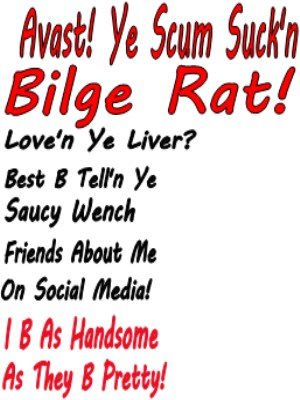 Avast! Ye Scum Suck'n
Bilge Rat!
Love'n Ye Liver?
Best B Tell'n Ye
Saucy Wench
Friends About Me
On Social Media!
I B As Handsome
As They B Pretty!